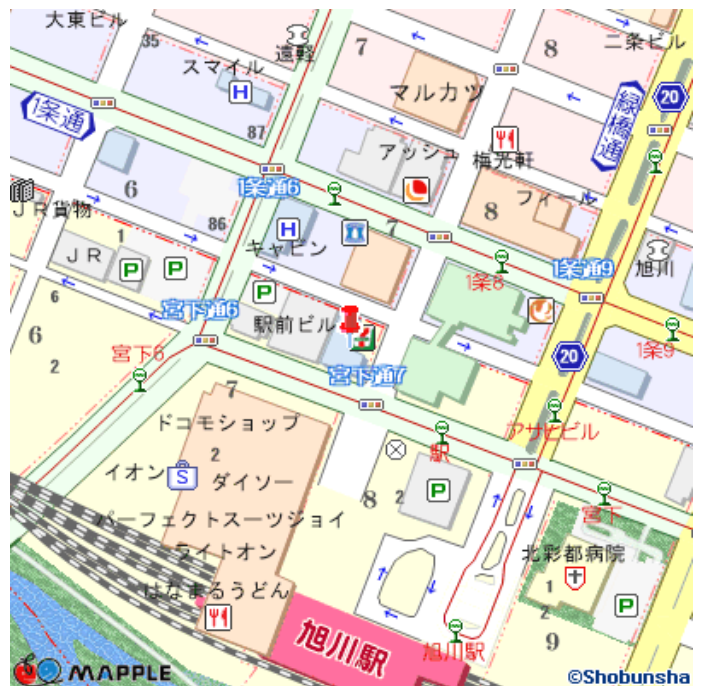 大東ビル
35
スマイル
H
87
遠軽
7
マルカツ
8
二条ビル
20
緑橋通
1条通
アッシュ
梅光軒
1条通6
6
JR貨物
86
フィール
8
H
7
キャビン
JR
1
P
P
1条8
1条通9
旭川
6
P
宮下通6
駅前ビル
6
2
宮下6
宮下通7
20
1条9
7
ドコモショップ
2
イオン
S
ダイソー
駅
アサヒビル
8
2
P
宮下
パーフェクトスーツジョイ
ライトオン
北彩都病院
はなまるうどん
1
2
P
旭川駅
旭川駅
9
MAPPLE
©Shobunsha